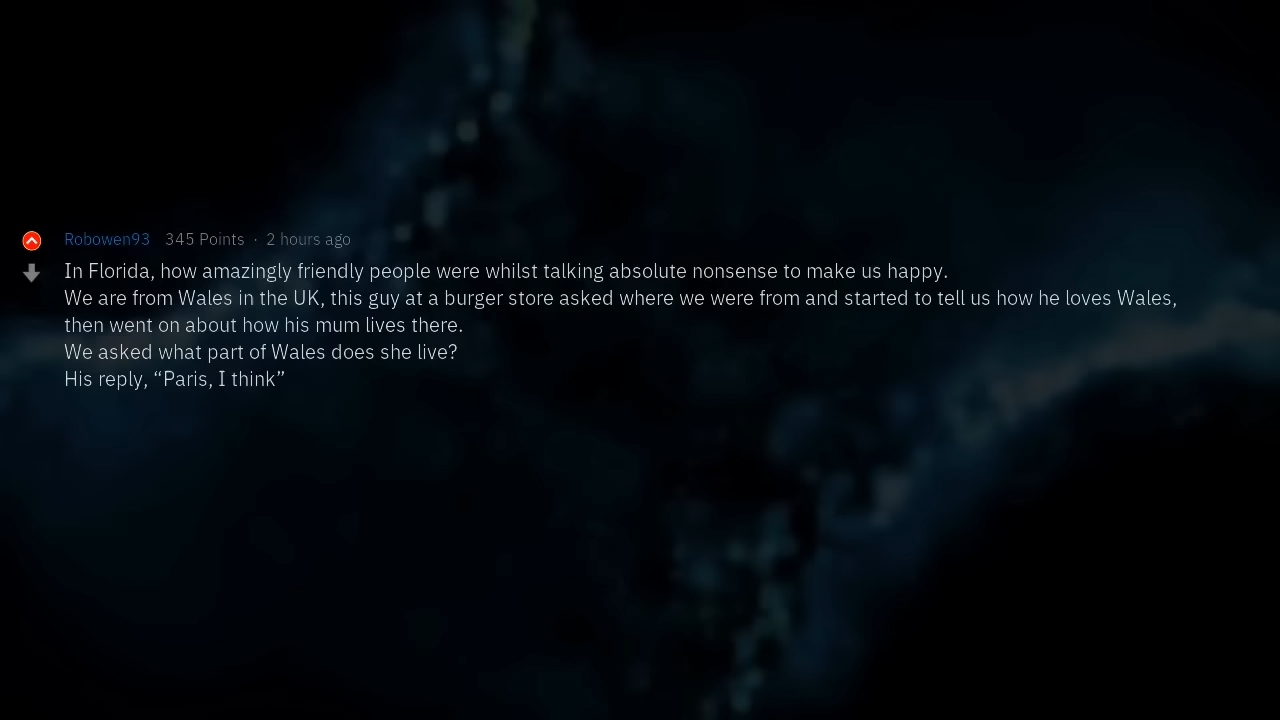 Robowen93 345 Points · 2 hours ago
In Florida, how amazingly friendly people were whilst talking absolute nonsense to make us happy.
We are from Wales in the UK, this guy at a burger store asked where we were from and started to tell us how he loves Wales,
then went on about how his mum lives there.
We asked what part of Wales does she live?
His reply, “Paris, I think”